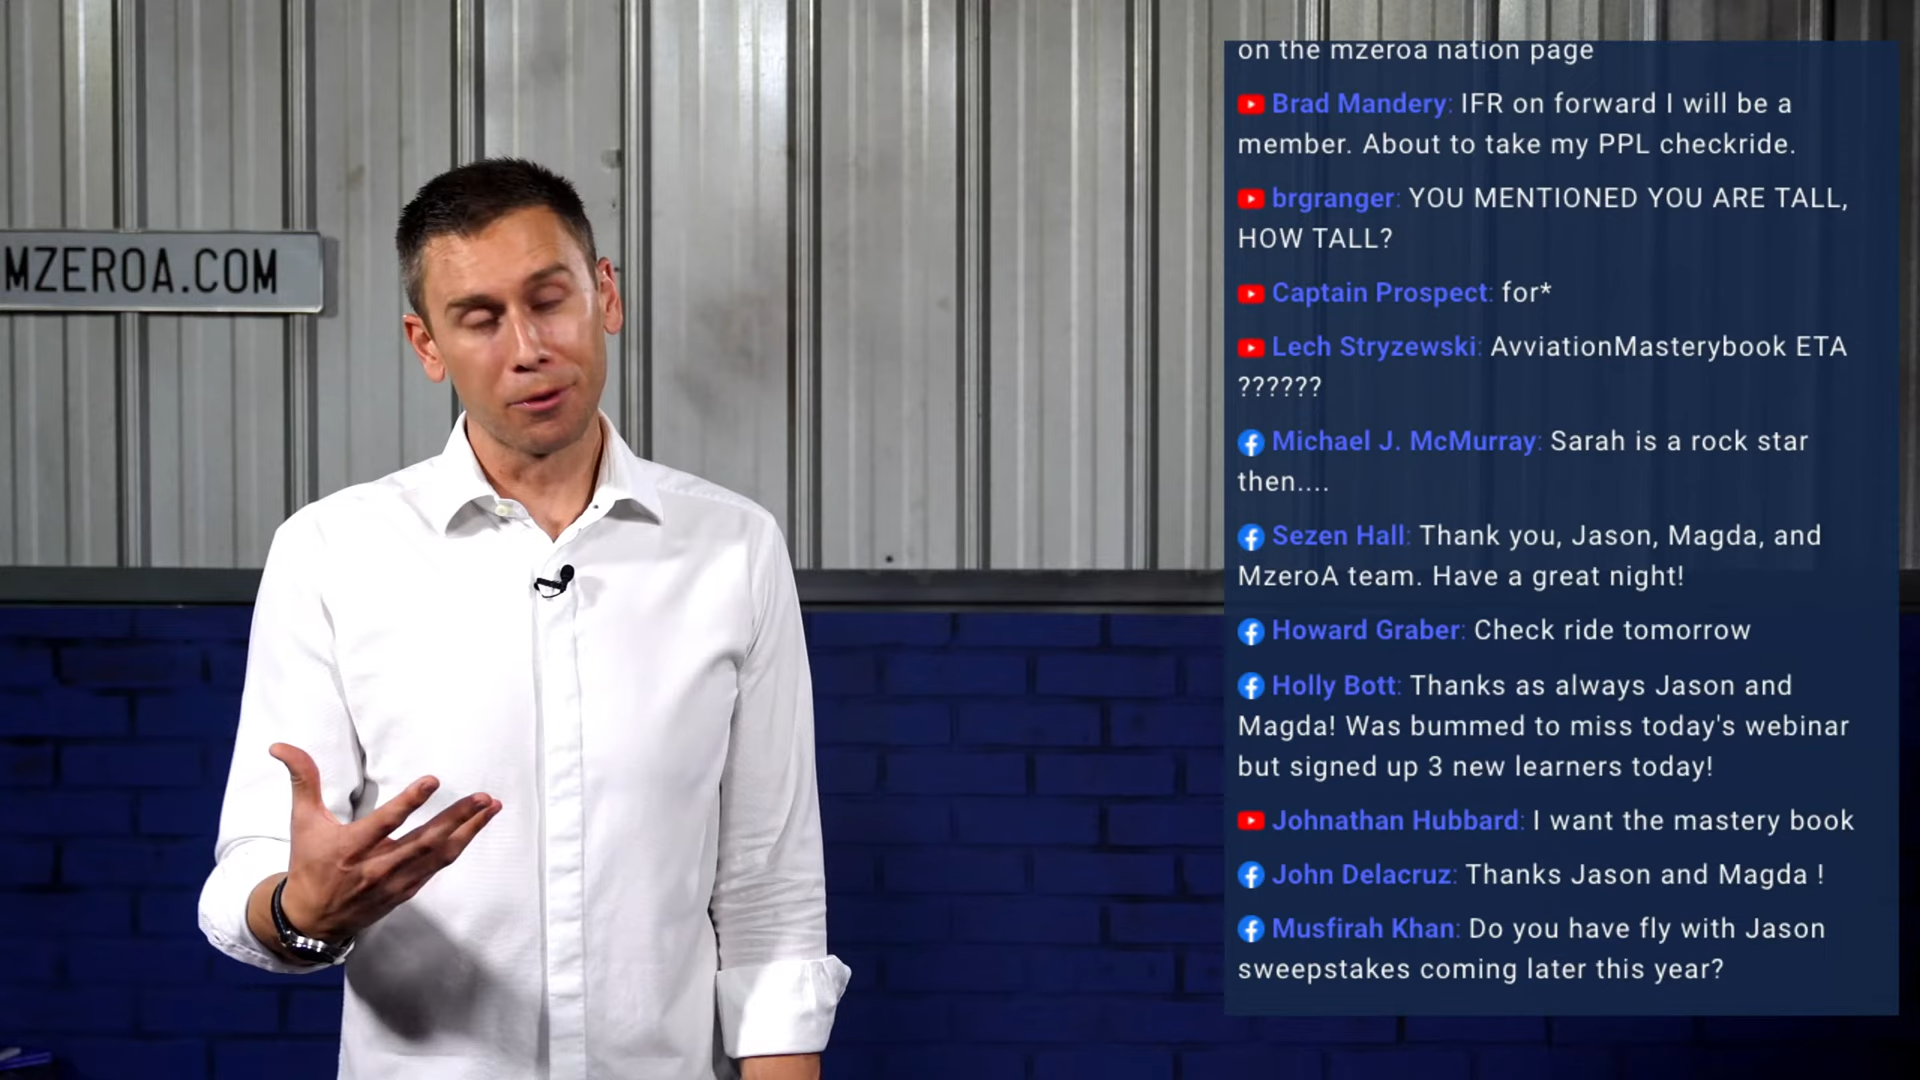 MZEROA.COM
on the mzeroa nation page
Brad Mandery: IFR on forward I will be a
member. About to take my PPL checkride.
brgranger: YOU MENTIONED YOU ARE TALL,
HOW TALL?
Captain Prospect: for*
Lech Stryzewski: AvviationMasterybook ETA
??????
Michael J. McMurray: Sarah is a rock star
then....
Sezen Hall: Thank you, Jason, Magda, and
MzeroA team. Have a great night!
Howard Graber: Check ride tomorrow
Holly Bott: Thanks as always Jason and
Magda! Was bummed to miss today's webinar
but signed up 3 new learners today!
Johnathan Hubbard: I want the mastery book
John Delacruz: Thanks Jason and Magda !
Musfirah Khan: Do you have fly with Jason
sweepstakes coming later this year?